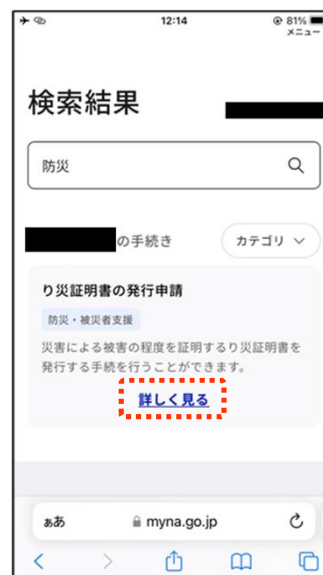 12:14
81%
メニュー
検索結果
防災
の手続き
カテゴリ
り災証明書の発行申請
防災・被災者支援
災害による被害の程度を証明するり災証明書を
発行する手続を行うことができます。
詳しく見る
ぁあ
myna.go.jp